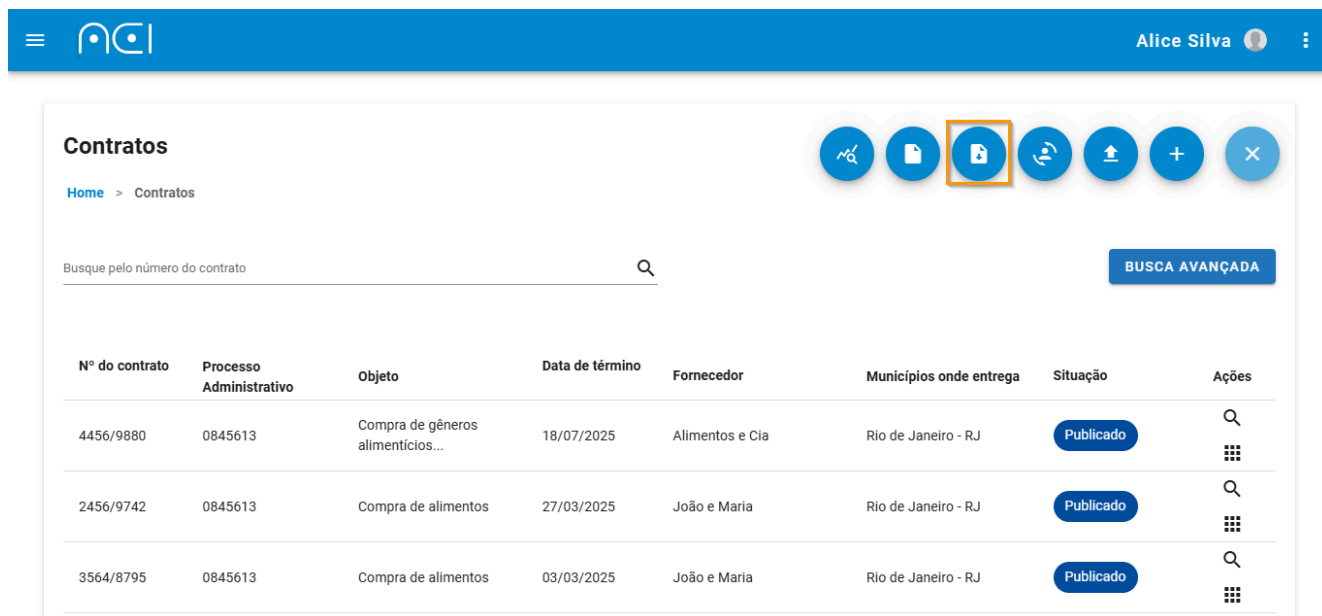 ACI
Alice Silva
Contratos
Home > Contratos
Busque pelo número do contrato
BUSCA AVANÇADA
Nº do contrato Processo Administrativo Objeto Data de término Fornecedor Municípios onde entrega Situação Ações
4456/9880 0845613 Compra de gêneros alimentícios... 18/07/2025 Alimentos e Cia Rio de Janeiro - RJ Publicado
2456/9742 0845613 Compra de alimentos 27/03/2025 João e Maria Rio de Janeiro - RJ Publicado
3564/8795 0845613 Compra de alimentos 03/03/2025 João e Maria Rio de Janeiro - RJ Publicado